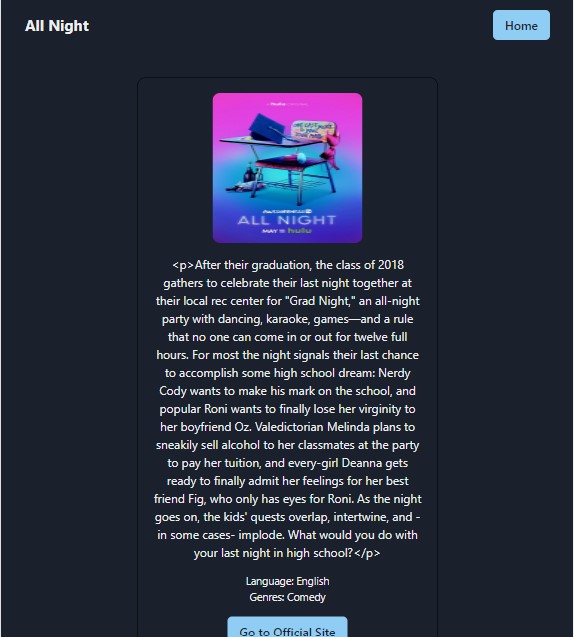 All Night
Home
ALL NIGHT
MAY 11 hulu
<p>After their graduation, the class of 2018
gathers to celebrate their last night together at
their local rec center for "Grad Night," an all-night
party with dancing, karaoke, games—and a rule
that no one can come in or out for twelve full
hours. For most the night signals their last chance
to accomplish some high school dream: Nerdy
Cody wants to make his mark on the school, and
popular Roni wants to finally lose her virginity to
her boyfriend Oz. Valedictorian Melinda plans to
sneakily sell alcohol to her classmates at the party
to pay her tuition, and every-girl Deanna gets
ready to finally admit her feelings for her best
friend Fig, who only has eyes for Roni. As the night
goes on, the kids' quests overlap, intertwine, and -
in some cases- implode. What would you do with
your last night in high school?</p>
Language: English
Genres: Comedy
Go to Official Site